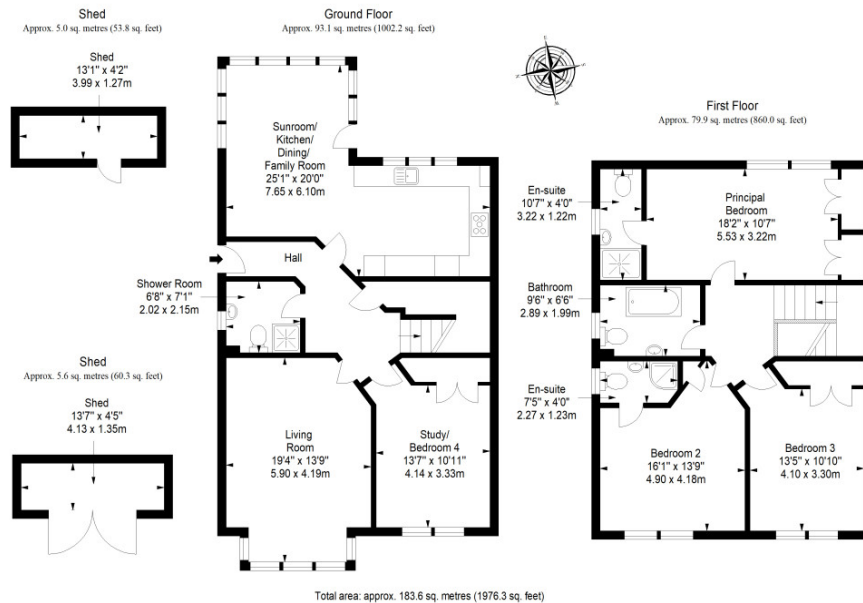 Shed
Approx. 5.0 sq. metres (53.8 sq. feet)
Shed
13'1" x 4'2"
3.99 x 1.27m
Shed
Approx. 5.6 sq. metres (60.3 sq. feet)
Shed
13'7" x 4'5"
4.13 x 1.35m
Ground Floor
Approx. 93.1 sq. metres (1002.2 sq. feet)
Sunroom/
Kitchen/
Dining/
Family Room
25'1" x 20'0"
7.65 x 6.10m
Hall
Shower Room
6'8" x 7'1"
2.02 x 2.15m
Living
Room
19'4" x 13'9"
5.90 x 4.19m
Study/
Bedroom 4
13'7" x 10'11"
4.14 x 3.33m
First Floor
Approx. 79.9 sq. metres (860.0 sq. feet)
En-suite
10'7" x 4'0"
3.22 x 1.22m
Principal
Bedroom
18'2" x 10'7"
5.53 x 3.22m
Bathroom
9'6" x 6'6"
2.89 x 1.99m
En-suite
7'5" x 4'0"
2.27 x 1.23m
Bedroom 2
16'1" x 13'9"
4.90 x 4.18m
Bedroom 3
13'5" x 10'10"
4.10 x 3.30m
Total area: approx. 183.6 sq. metres (1976.3 sq. feet)